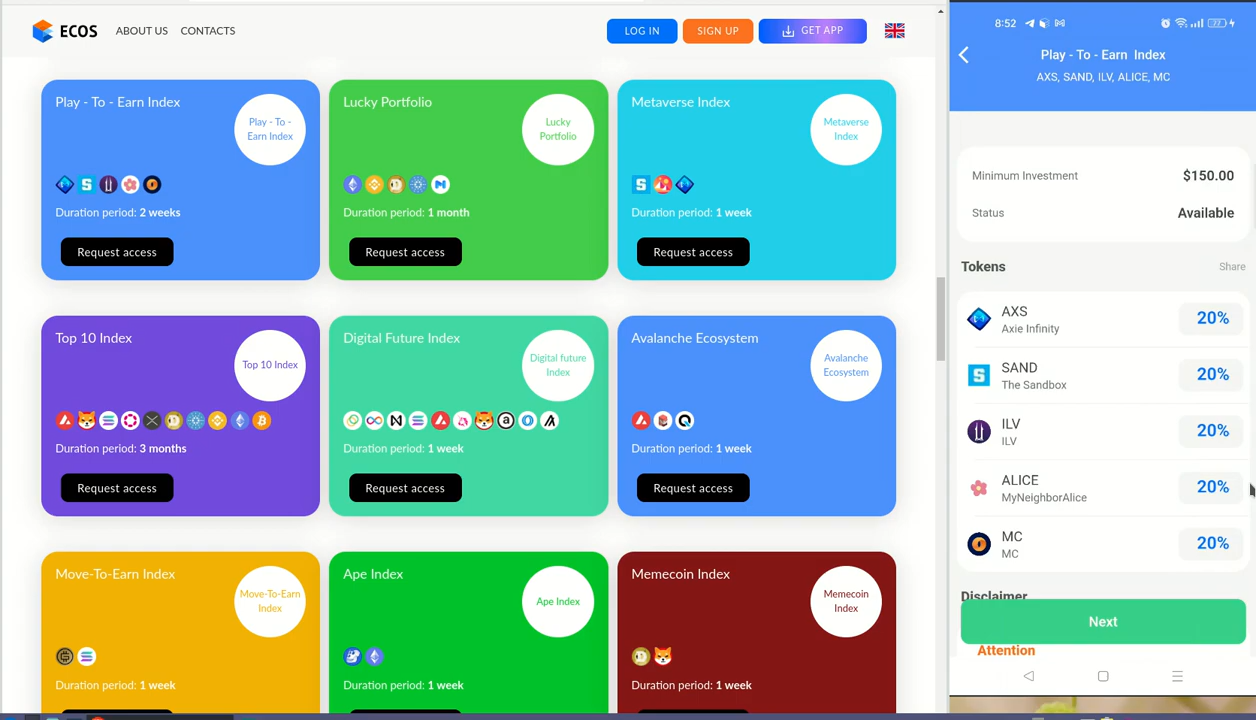 ECOS
ABOUT US
CONTACTS
LOG IN
SIGN UP
GET APP
Play - To - Earn Index
Play - To -
Earn Index
Duration period: 2 weeks
Request access
Lucky Portfolio
Lucky
Portfolio
Duration period: 1 month
Request access
Metaverse Index
Metaverse
Index
Duration period: 1 week
Request access
Top 10 Index
Top 10 Index
Duration period: 3 months
Request access
Digital Future Index
Digital future
Index
Duration period: 1 week
Request access
Avalanche Ecosystem
Avalanche
Ecosystem
Duration period: 1 week
Request access
Move-To-Earn Index
Move-To-Earn
Index
Duration period: 1 week
Ape Index
Ape Index
Duration period: 1 week
Memecoin Index
Memecoin
Index
Duration period: 1 week
8:52
Play - To - Earn Index
AXS, SAND, ILV, ALICE, MC
Minimum Investment
$150.00
Status
Available
Tokens
Share
AXS
Axie Infinity
20%
SAND
The Sandbox
20%
ILV
ILV
20%
ALICE
MyNeighborAlice
20%
MC
MC
20%
Disclaimer
Next
Attention